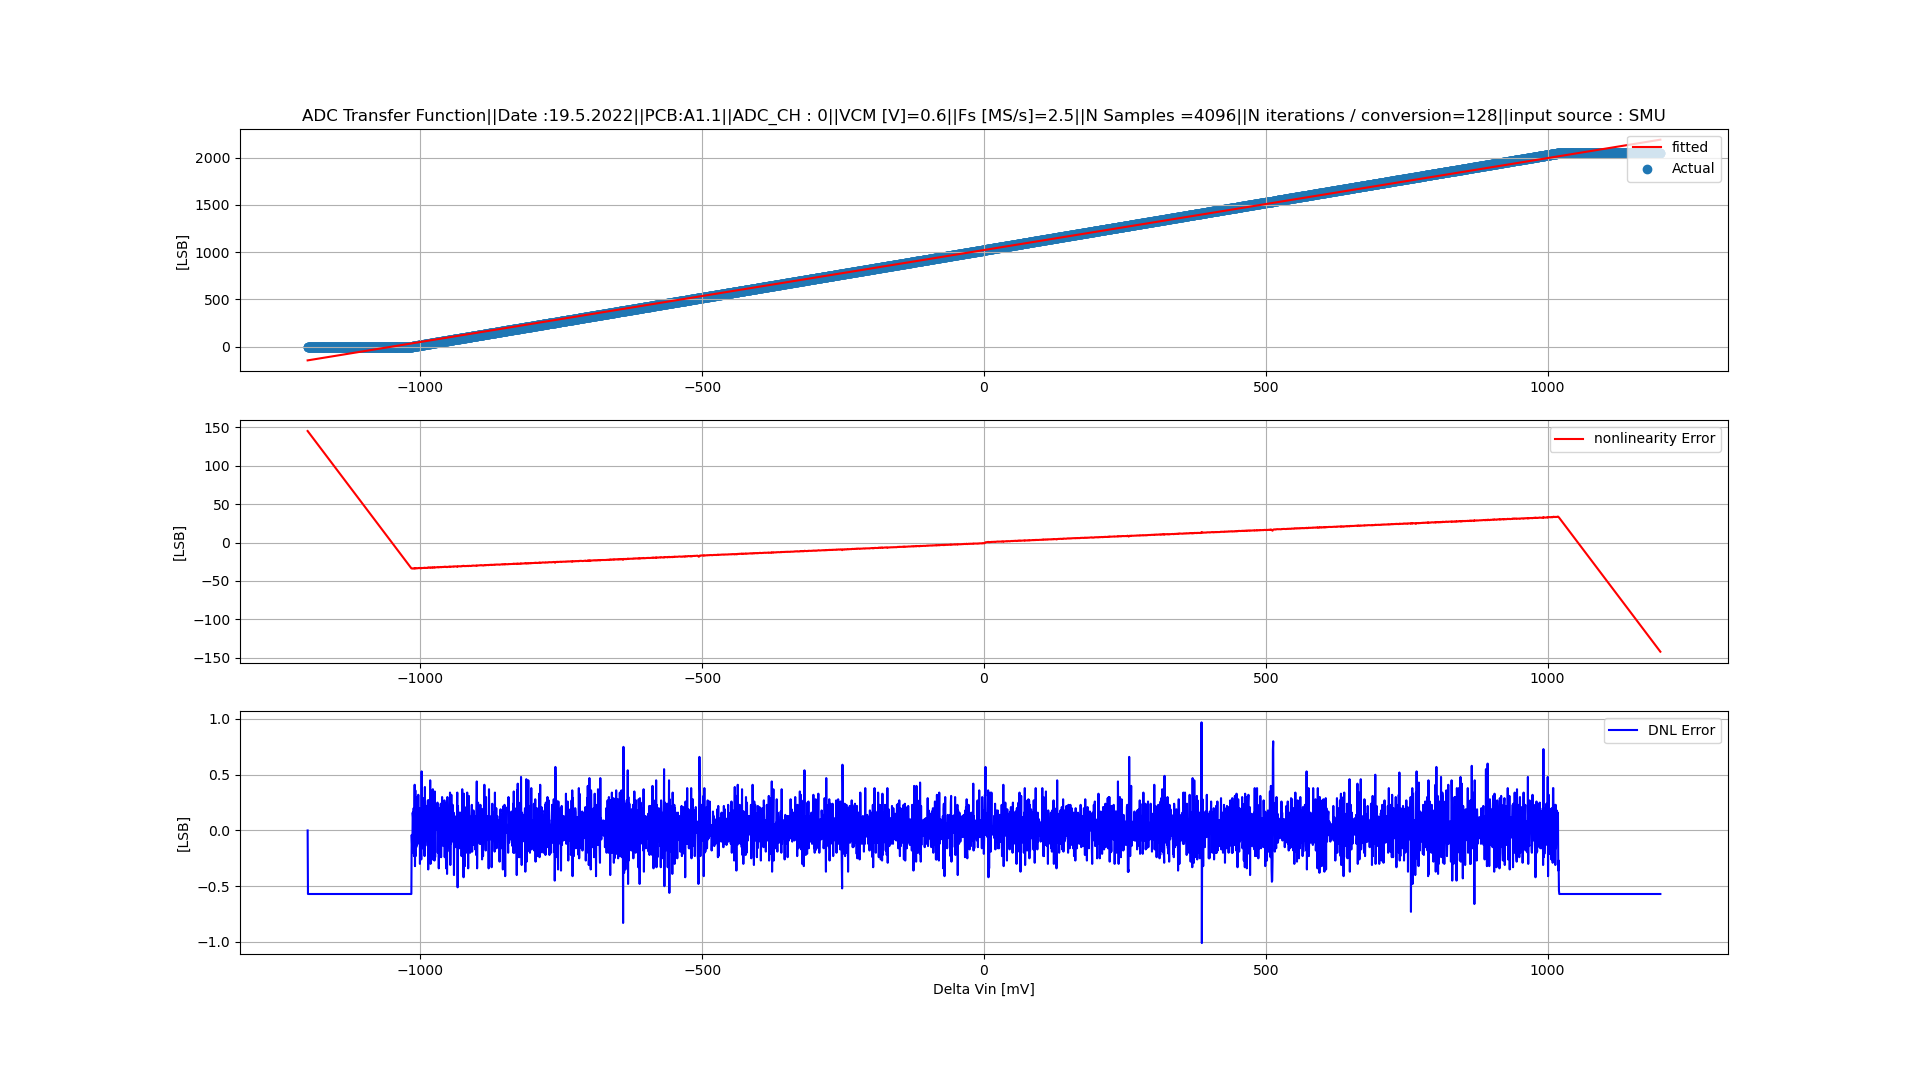 ADC Transfer Function||Date :19.5.2022||PCB:A1.1||ADC_CH : 0||VCM [V]=0.6||Fs [MS/s]=2.5||N Samples =4096||N iterations / conversion=128||input source : SMU
[LSB]
2000
1500
1000
500
0
fitted
Actual
−1000 −500 0 500 1000
[LSB]
150
100
50
0
−50
−100
−150
nonlinearity Error
−1000 −500 0 500 1000
[LSB]
1.0
0.5
0.0
−0.5
−1.0
DNL Error
−1000 −500 0 500 1000
Delta Vin [mV]